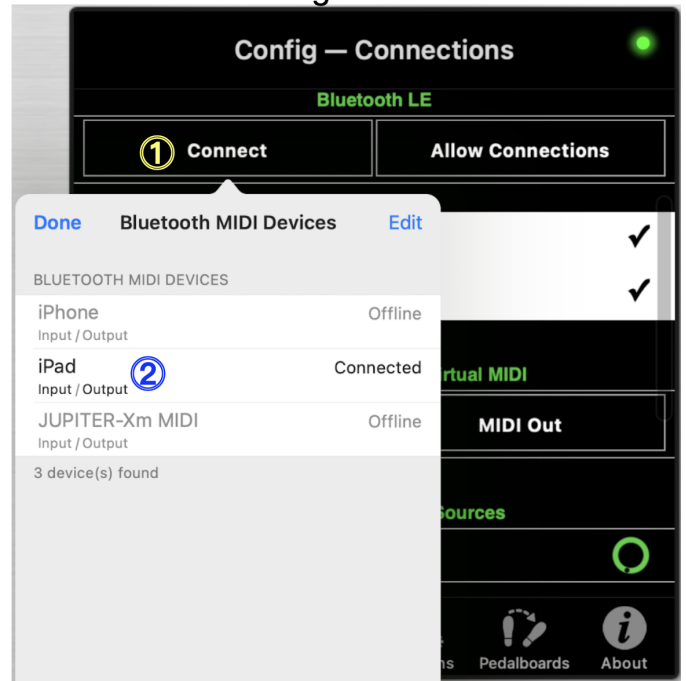 Config — Connections
Bluetooth LE
① Connect
Allow Connections
Done
Bluetooth MIDI Devices
Edit
BLUETOOTH MIDI DEVICES
iPhone
Offline
Input / Output
iPad
②
Connected
Input / Output
JUPITER-Xm MIDI
Offline
Input / Output
3 device(s) found
rtual MIDI
MIDI Out
Sources
ns
Pedalboards
About